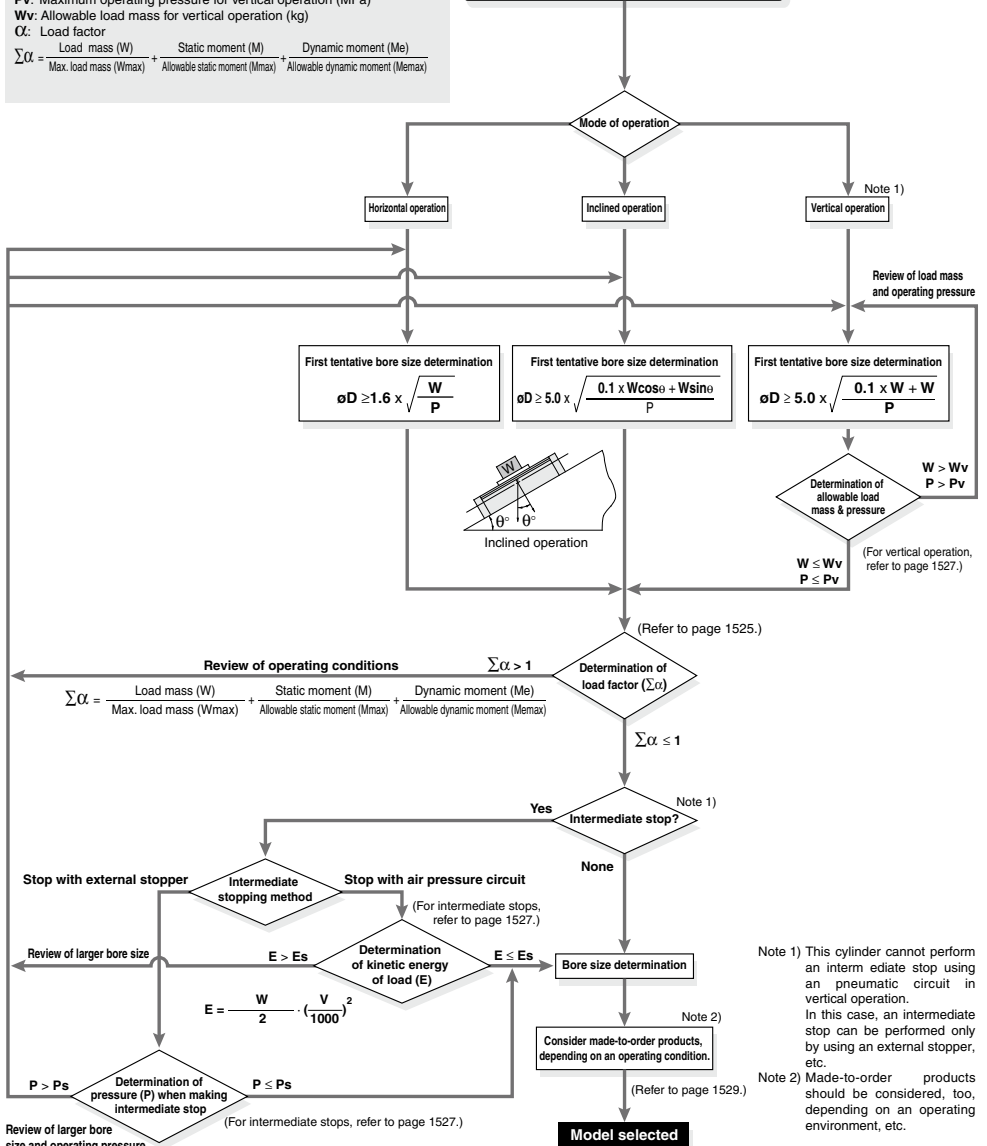 Pv: Maximum operating pressure for vertical operation (MPa)
Wv: Allowable load mass for vertical operation (kg)
α: Load factor
Σα = Load mass (W) / Max. load mass (Wmax) + Static moment (M) / Allowable static moment (Mmax) + Dynamic moment (Me) / Allowable dynamic moment (Memax)
Mode of operation
Note 1)
Horizontal operation
Inclined operation
Vertical operation
Review of load mass
and operating pressure
First tentative bore size determination
øD ≥1.6 x √ W / P
First tentative bore size determination
øD ≥ 5.0 x √ 0.1 x Wcosθ + Wsinθ / P
First tentative bore size determination
øD ≥ 5.0 x √ 0.1 x W + W / P
W
θ° θ°
Inclined operation
Determination of
allowable load
mass & pressure
W > Wv
P > Pv
(For vertical operation,
refer to page 1527.)
W ≤ Wv
P ≤ Pv
(Refer to page 1525.)
Review of operating conditions
Σα > 1
Determination of
load factor (Σα)
Σα = Load mass (W) / Max. load mass (Wmax) + Static moment (M) / Allowable static moment (Mmax) + Dynamic moment (Me) / Allowable dynamic moment (Memax)
Σα ≤ 1
Yes
Note 1)
Intermediate stop?
None
Stop with external stopper
Intermediate
stopping method
Stop with air pressure circuit
(For intermediate stops,
refer to page 1527.)
Review of larger bore size
E > Es
Determination
of kinetic energy
of load (E)
E ≤ Es
Bore size determination
E = W / 2 · (V / 1000)²
Note 2)
Consider made-to-order products,
depending on an operating condition.
(Refer to page 1529.)
P > Ps
Determination of
pressure (P) when making
intermediate stop
P ≤ Ps
(For intermediate stops, refer to page 1527.)
Review of larger bore
size and operating pressure
Model selected
Note 1) This cylinder cannot perform
an interm ediate stop using
an pneumatic circuit in
vertical operation.
In this case, an intermediate
stop can be performed only
by using an external stopper,
etc.
Note 2) Made-to-order products
should be considered, too,
depending on an operating
environment, etc.